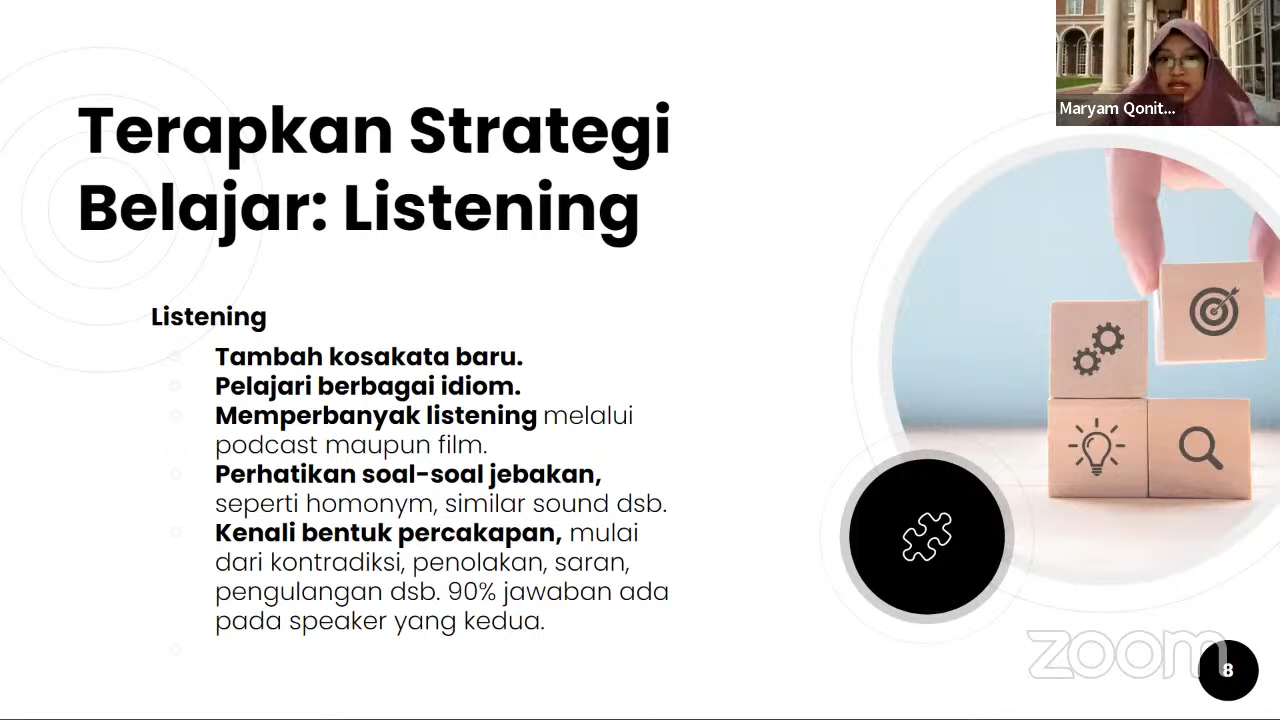 Maryam Qonit...
Terapkan Strategi
Belajar: Listening
Listening
Tambah kosakata baru.
Pelajari berbagai idiom.
Memperbanyak listening melalui
podcast maupun film.
Perhatikan soal-soal jebakan,
seperti homonym, similar sound dsb.
Kenali bentuk percakapan, mulai
dari kontradiksi, penolakan, saran,
pengulangan dsb. 90% jawaban ada
pada speaker yang kedua.
zoom
8